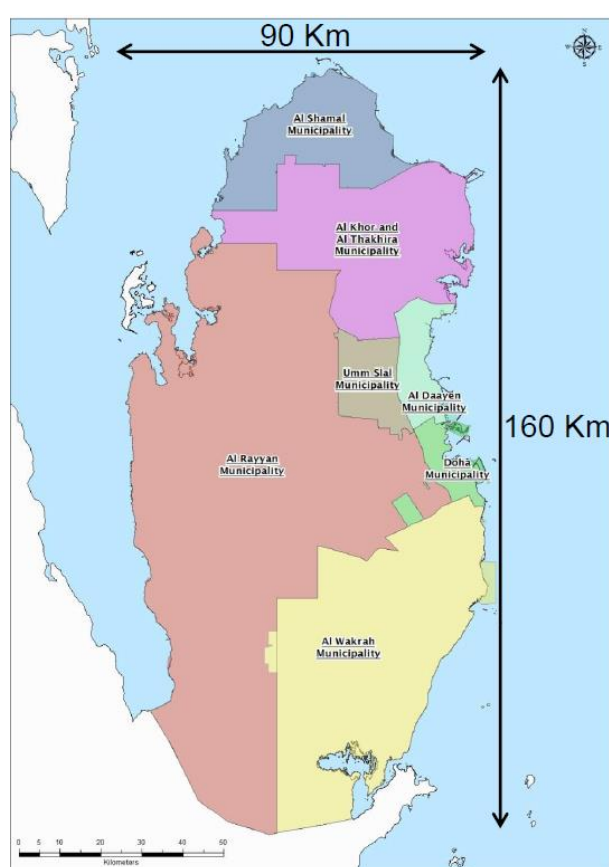 90 Km
N
W E
S
Al Shamal
Municipality
Al Khor and
Al Thakhira
Municipality
Umm Slal
Municipality
Al Daayen
Municipality
160 Km
Al Rayyan
Municipality
Doha
Municipality
Al Wakrah
Municipality
0 5 10 20 30 40 50
Kilometers